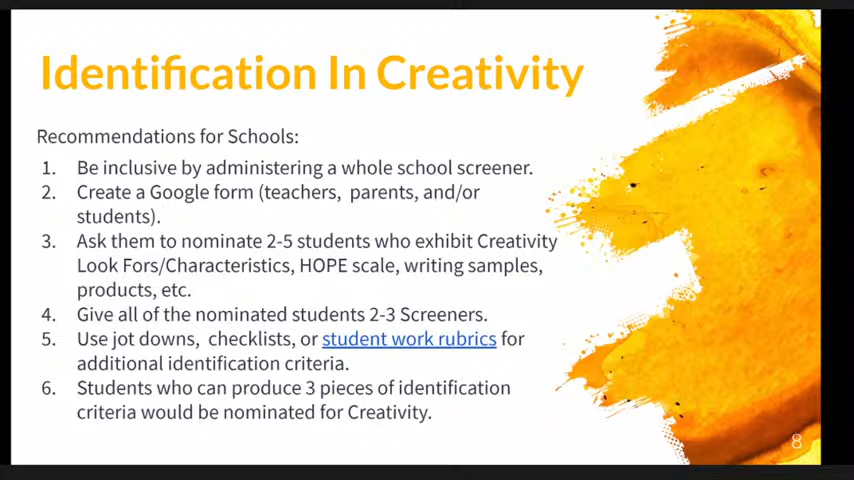 Identification In Creativity
Recommendations for Schools:
1. Be inclusive by administering a whole school screener.
2. Create a Google form (teachers, parents, and/or
students).
3. Ask them to nominate 2-5 students who exhibit Creativity
Look Fors/Characteristics, HOPE scale, writing samples,
products, etc.
4. Give all of the nominated students 2-3 Screeners.
5. Use jot downs, checklists, or student work rubrics for
additional identification criteria.
6. Students who can produce 3 pieces of identification
criteria would be nominated for Creativity.
8